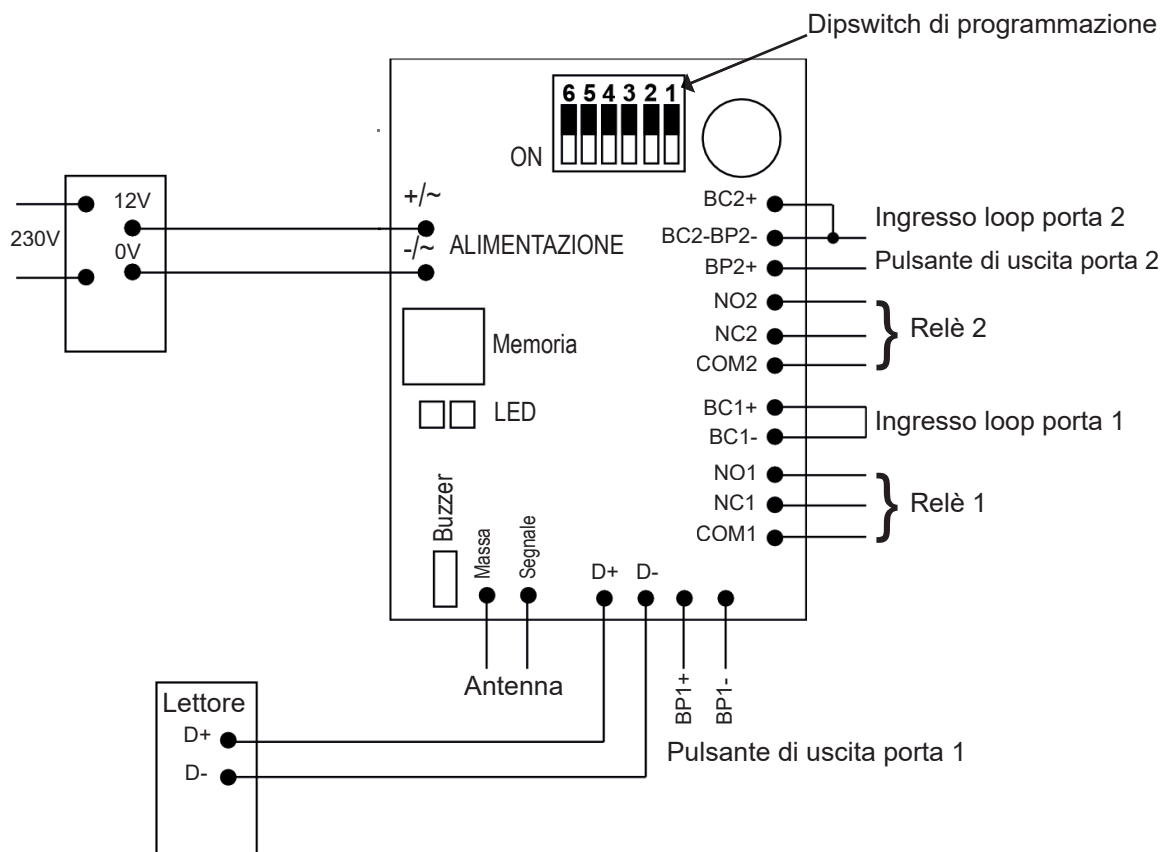 Dipswitch di programmazione
6 5 4 3 2 1
ON
12V
230V
0V
+/~
-/~
ALIMENTAZIONE
Memoria
LED
Buzzer
Massa
Segnale
D+ D-
Antenna
BP1+
BP1-
Pulsante di uscita porta 1
Lettore
D+
D-
BC2+
BC2-BP2-
BP2+
NO2
NC2
COM2
BC1+
BC1-
NO1
NC1
COM1
Ingresso loop porta 2
Pulsante di uscita porta 2
} Relè 2
Ingresso loop porta 1
} Relè 1